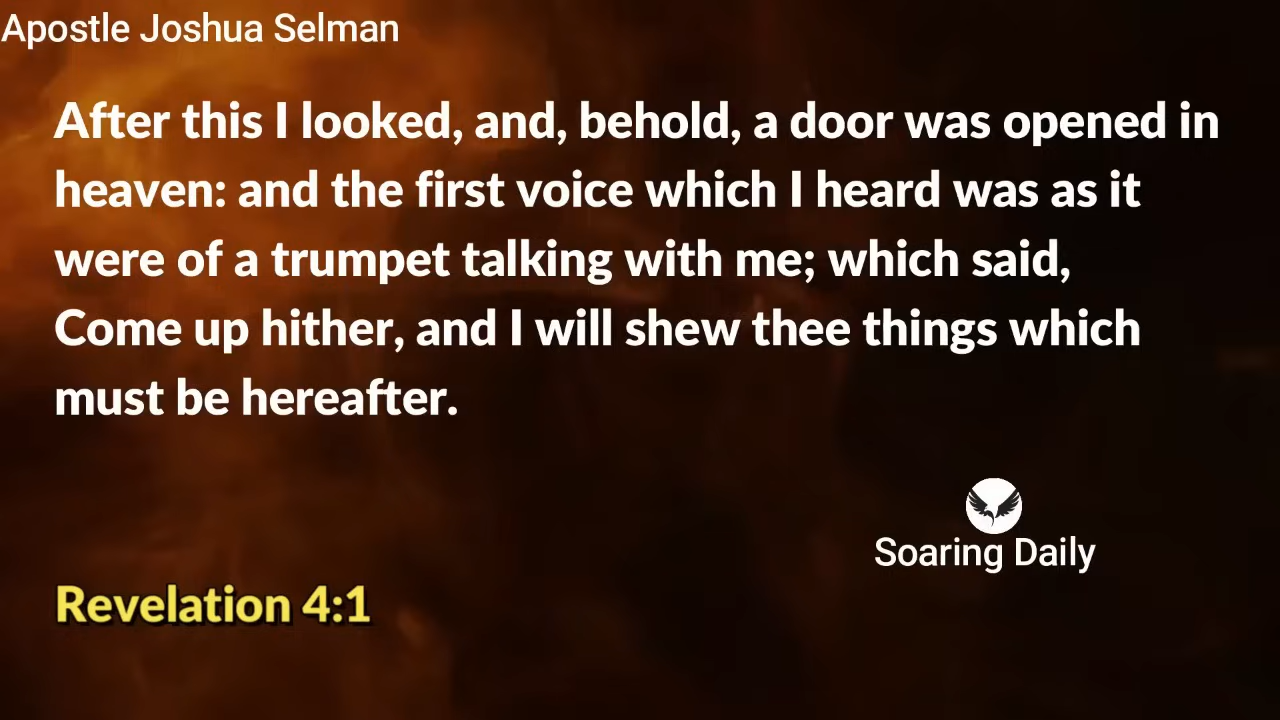 Apostle Joshua Selman
After this I looked, and, behold, a door was opened in
heaven: and the first voice which I heard was as it
were of a trumpet talking with me; which said,
Come up hither, and I will shew thee things which
must be hereafter.
Soaring Daily
Revelation 4:1